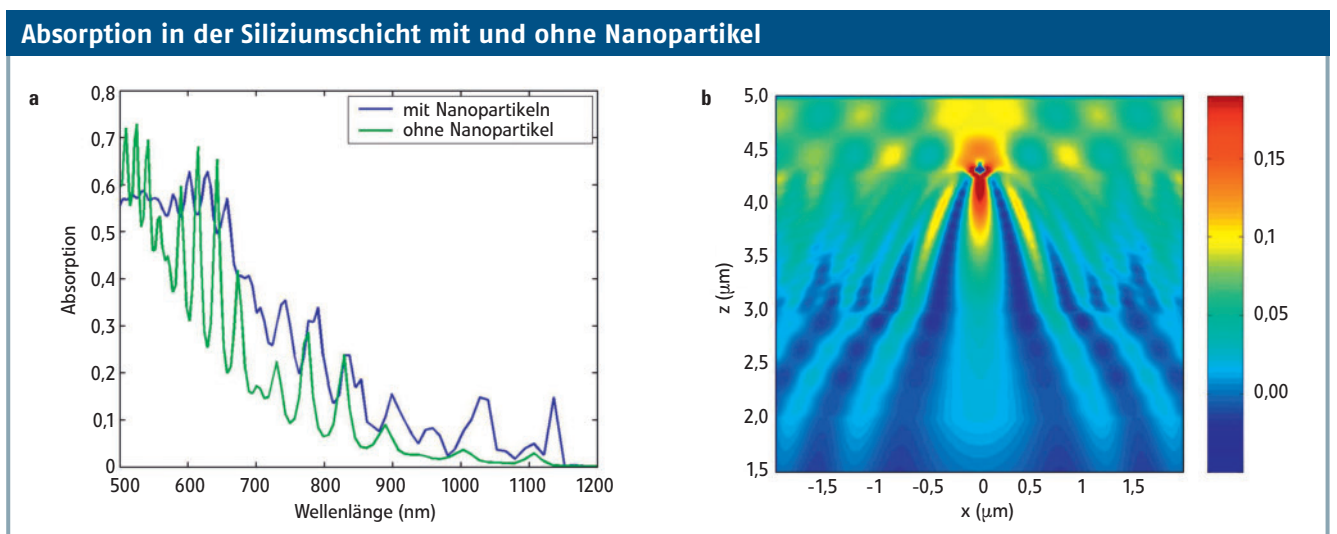 Absorption in der Siliziumschicht mit und ohne Nanopartikel
a
0,8
0,7
0,6
0,5
0,4
0,3
0,2
0,1
0
Absorption
mit Nanopartikeln
ohne Nanopartikel
500 600 700 800 900 1000 1100 1200
Wellenlänge (nm)
b
5,0
4,5
4,0
3,5
3,0
2,5
2,0
1,5
z (μm)
-1,5 -1 -0,5 0 0,5 1 1,5
x (μm)
0,15
0,1
0,05
0,00